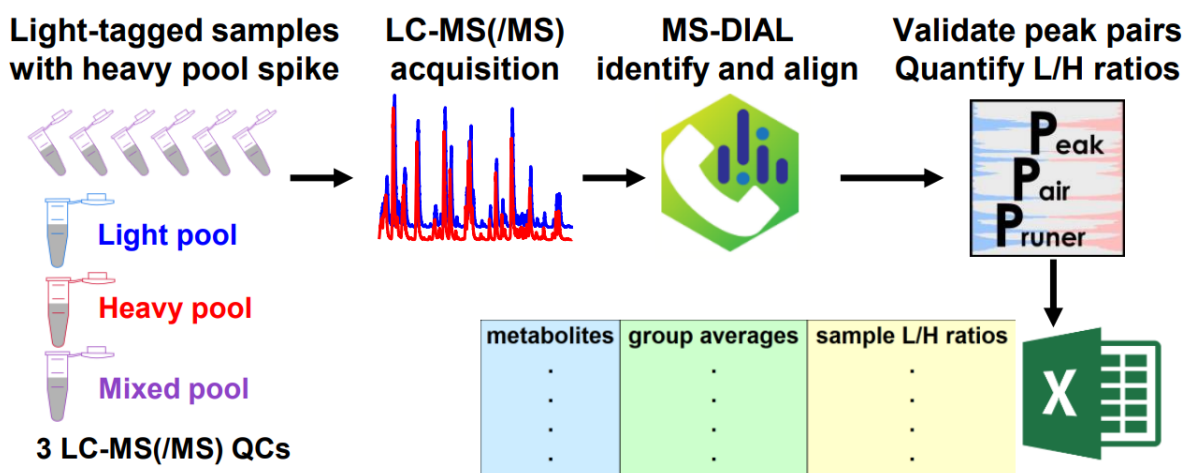 Light-tagged samples
with heavy pool spike
LC-MS(/MS)
acquisition
MS-DIAL
identify and align
Validate peak pairs
Quantify L/H ratios
Peak
Pair
Pruner
Light pool
Heavy pool
Mixed pool
3 LC-MS(/MS) QCs
metabolites group averages sample L/H ratios
. . .
. . .
. . .
. . .
X